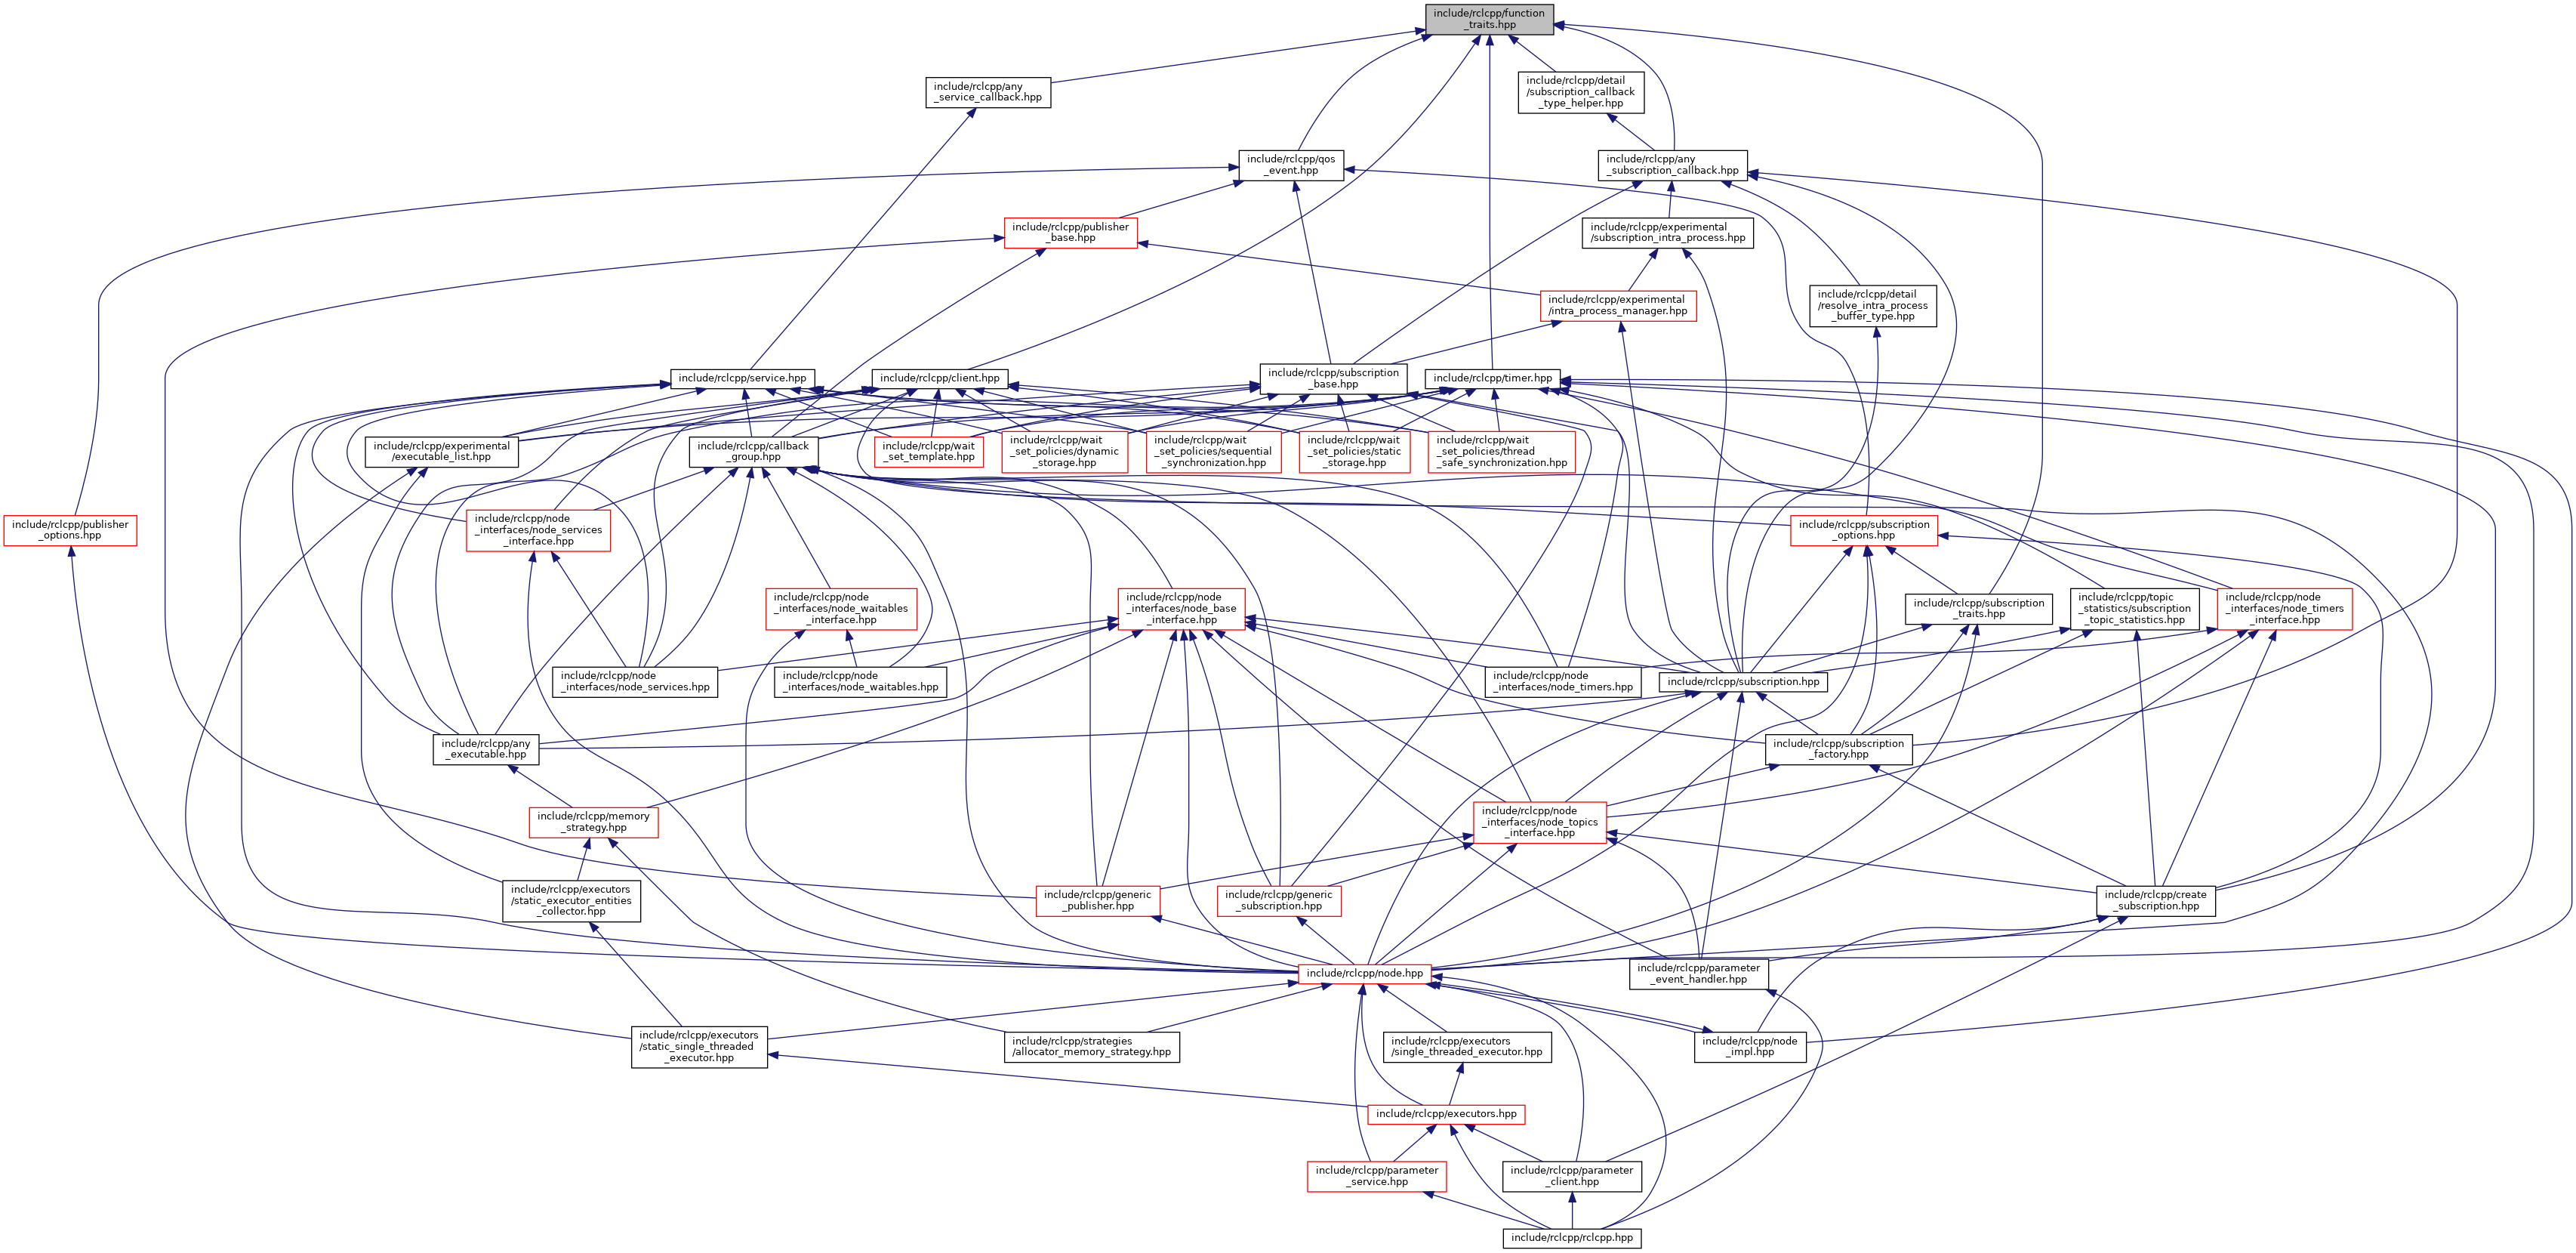 include/rclcpp/function
_traits.hpp
include/rclcpp/any
_service_callback.hpp
include/rclcpp/detail
/subscription_callback
_type_helper.hpp
include/rclcpp/qos
_event.hpp
include/rclcpp/any
_subscription_callback.hpp
include/rclcpp/publisher
_base.hpp
include/rclcpp/experimental
/subscription_intra_process.hpp
include/rclcpp/experimental
/intra_process_manager.hpp
include/rclcpp/detail
/resolve_intra_process
_buffer_type.hpp
include/rclcpp/service.hpp
include/rclcpp/client.hpp
include/rclcpp/subscription
_base.hpp
include/rclcpp/timer.hpp
include/rclcpp/experimental
/executable_list.hpp
include/rclcpp/callback
_group.hpp
include/rclcpp/wait
_set_template.hpp
include/rclcpp/wait
_set_policies/dynamic
_storage.hpp
include/rclcpp/wait
_set_policies/sequential
_synchronization.hpp
include/rclcpp/wait
_set_policies/static
_storage.hpp
include/rclcpp/wait
_set_policies/thread
_safe_synchronization.hpp
include/rclcpp/publisher
_options.hpp
include/rclcpp/node
_interfaces/node_services
_interface.hpp
include/rclcpp/subscription
_options.hpp
include/rclcpp/node
_interfaces/node_waitables
_interface.hpp
include/rclcpp/node
_interfaces/node_base
_interface.hpp
include/rclcpp/subscription
_traits.hpp
include/rclcpp/topic
_statistics/subscription
_topic_statistics.hpp
include/rclcpp/node
_interfaces/node_timers
_interface.hpp
include/rclcpp/node
_interfaces/node_services.hpp
include/rclcpp/node
_interfaces/node_waitables.hpp
include/rclcpp/node
_interfaces/node_timers.hpp
include/rclcpp/subscription.hpp
include/rclcpp/any
_executable.hpp
include/rclcpp/subscription
_factory.hpp
include/rclcpp/memory
_strategy.hpp
include/rclcpp/node
_interfaces/node_topics
_interface.hpp
include/rclcpp/executors
/static_executor_entities
_collector.hpp
include/rclcpp/generic
_publisher.hpp
include/rclcpp/generic
_subscription.hpp
include/rclcpp/create
_subscription.hpp
include/rclcpp/node.hpp
include/rclcpp/parameter
_event_handler.hpp
include/rclcpp/executors
/static_single_threaded
_executor.hpp
include/rclcpp/strategies
/allocator_memory_strategy.hpp
include/rclcpp/executors
/single_threaded_executor.hpp
include/rclcpp/node
_impl.hpp
include/rclcpp/executors.hpp
include/rclcpp/parameter
_service.hpp
include/rclcpp/parameter
_client.hpp
include/rclcpp/rclcpp.hpp